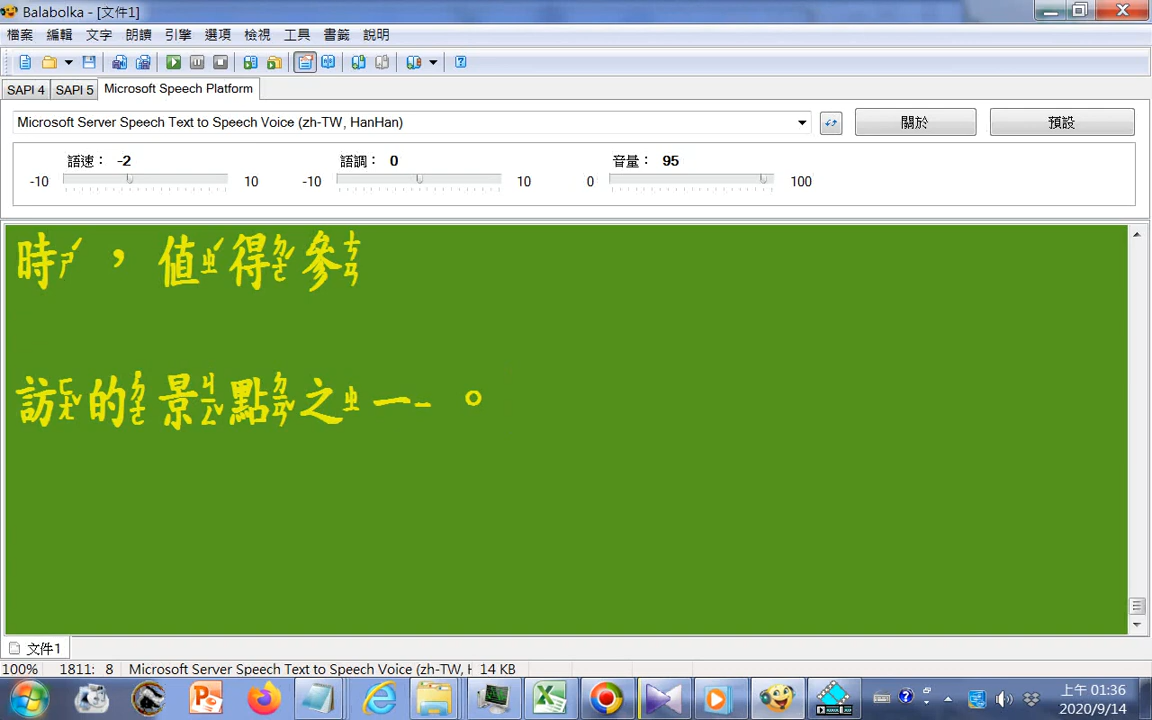 Balabolka - [文件1]
檔案 編輯 文字 朗讀 引擎 選項 檢視 工具 書籤 說明
SAPI 4 SAPI 5 Microsoft Speech Platform
Microsoft Server Speech Text to Speech Voice (zh-TW, HanHan) 關於 預設
語速： -2 語調： 0 音量： 95
-10 10 -10 10 0 100
時ㄕˊ，值ㄓˊ得ㄉㄜˊ參ㄘㄢ
訪ㄈㄤˇ的ㄉㄜ˙景ㄐㄧㄥˇ點ㄉㄧㄢˇ之ㄓ一ㄧ。
文件1
100% 1811: 8 Microsoft Server Speech Text to Speech Voice (zh-TW, H 14 KB
上午 01:36
2020/9/14